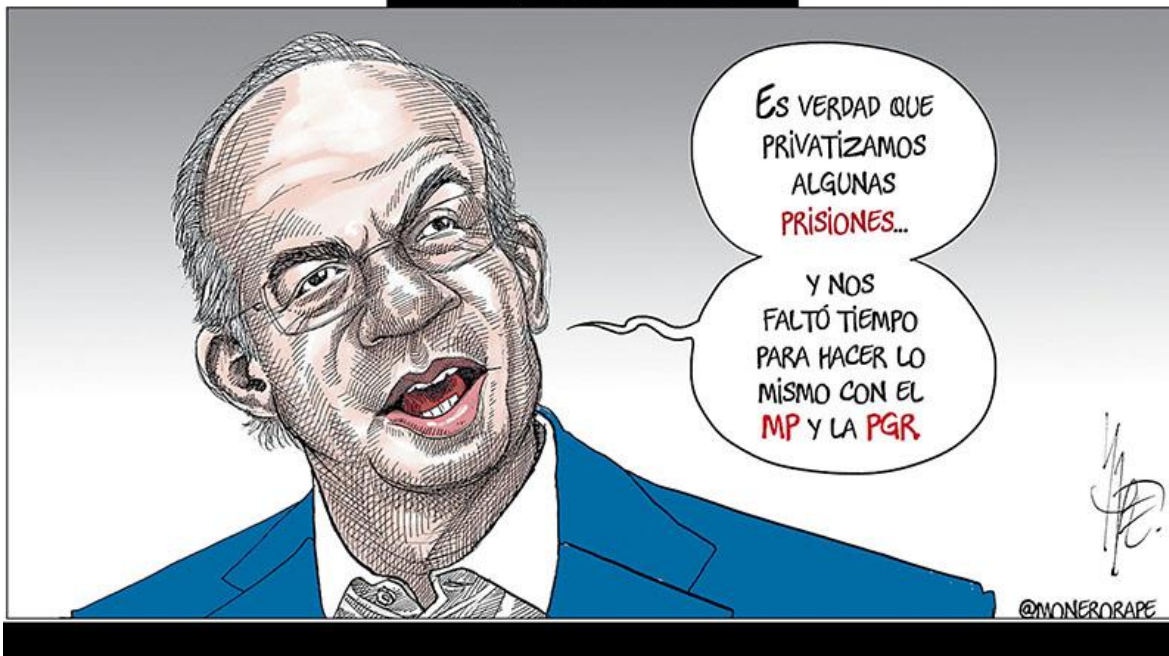 ES VERDAD QUE
PRIVATIZAMOS
ALGUNAS
PRISIONES...
Y NOS
FALTÓ TIEMPO
PARA HACER LO
MISMO CON EL
MP Y LA PGR
RAPE.
@MONERORAPE